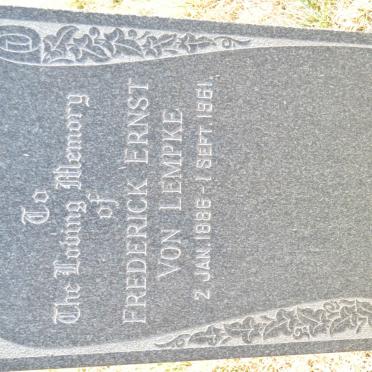 To
The Loving Memory
of
FREDERICK ERNST
VON LEMPKE
2 JAN. 1886 - 1 SEPT. 1961.